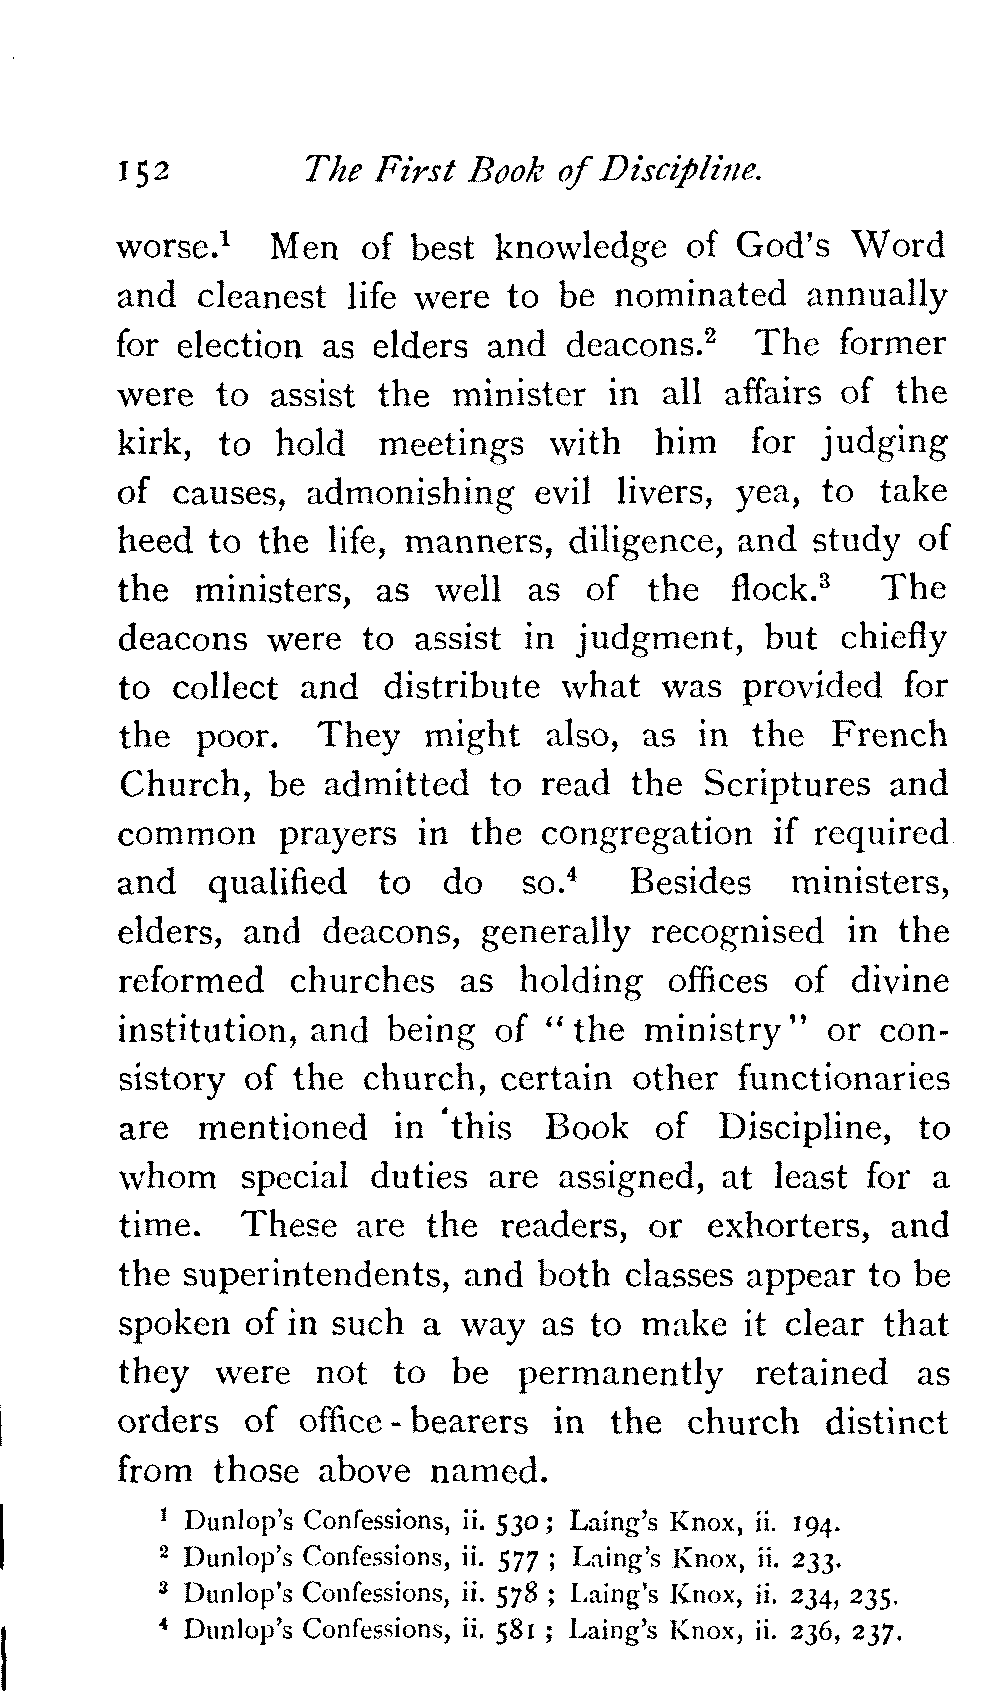 152 The First Book of Discipline.
worse.¹ Men of best knowledge of God's Word
and cleanest life were to be nominated annually
for election as elders and deacons.² The former
were to assist the minister in all affairs of the
kirk, to hold meetings with him for judging
of causes, admonishing evil livers, yea, to take
heed to the life, manners, diligence, and study of
the ministers, as well as of the flock.³ The
deacons were to assist in judgment, but chiefly
to collect and distribute what was provided for
the poor. They might also, as in the French
Church, be admitted to read the Scriptures and
common prayers in the congregation if required
and qualified to do so.⁴ Besides ministers,
elders, and deacons, generally recognised in the
reformed churches as holding offices of divine
institution, and being of "the ministry" or con-
sistory of the church, certain other functionaries
are mentioned in this Book of Discipline, to
whom special duties are assigned, at least for a
time. These are the readers, or exhorters, and
the superintendents, and both classes appear to be
spoken of in such a way as to make it clear that
they were not to be permanently retained as
orders of office-bearers in the church distinct
from those above named.
¹ Dunlop's Confessions, ii. 530; Laing's Knox, ii. 194.
² Dunlop's Confessions, ii. 577; Laing's Knox, ii. 233.
³ Dunlop's Confessions, ii. 578; Laing's Knox, ii. 234, 235.
⁴ Dunlop's Confessions, ii. 581; Laing's Knox, ii. 236, 237.